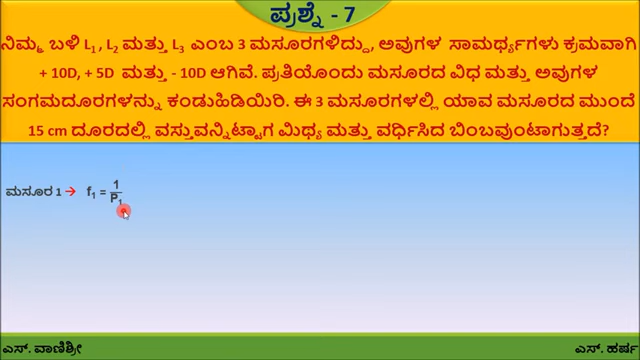 ಪ್ರಶ್ನೆ - 7
ನಿಮ್ಮ ಬಳಿ L₁ , L₂ ಮತ್ತು L₃ ಎಂಬ 3 ಮಸೂರಗಳಿದ್ದು, ಅವುಗಳ ಸಾಮರ್ಥ್ಯಗಳು ಕ್ರಮವಾಗಿ
+ 10D, + 5D ಮತ್ತು - 10D ಆಗಿವೆ. ಪ್ರತಿಯೊಂದು ಮಸೂರದ ವಿಧ ಮತ್ತು ಅವುಗಳ
ಸಂಗಮದೂರಗಳನ್ನು ಕಂಡುಹಿಡಿಯಿರಿ. ಈ 3 ಮಸೂರಗಳಲ್ಲಿ ಯಾವ ಮಸೂರದ ಮುಂದೆ
15 cm ದೂರದಲ್ಲಿ ವಸ್ತುವನ್ನಿಟ್ಟಾಗ ಮಿಥ್ಯ ಮತ್ತು ವರ್ಧಿಸಿದ ಬಿಂಬವುಂಟಾಗುತ್ತದೆ?
ಮಸೂರ 1 → f₁ = 1/P₁
ಎಸ್. ವಾಣಿಶ್ರೀ
ಎಸ್. ಹರ್ಷ